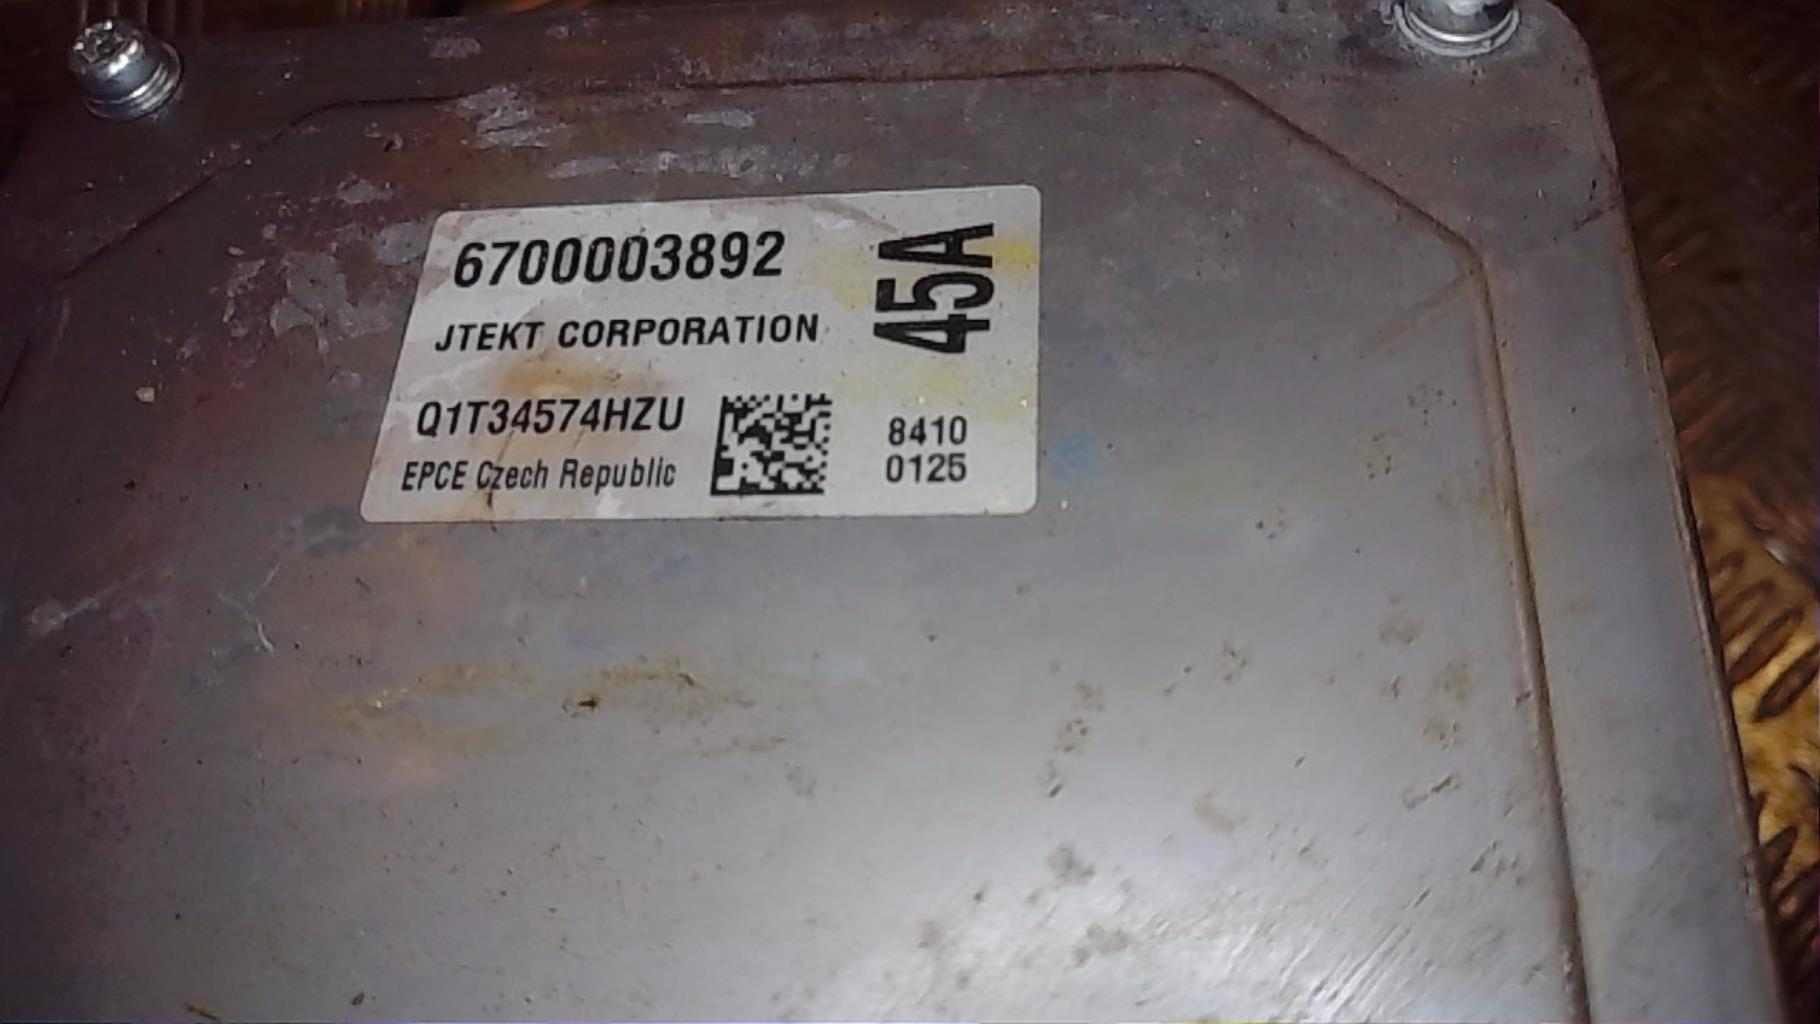 6700003892
45A
JTEKT CORPORATION
Q1T34574HZU
8410
EPCE Czech Republic
0125